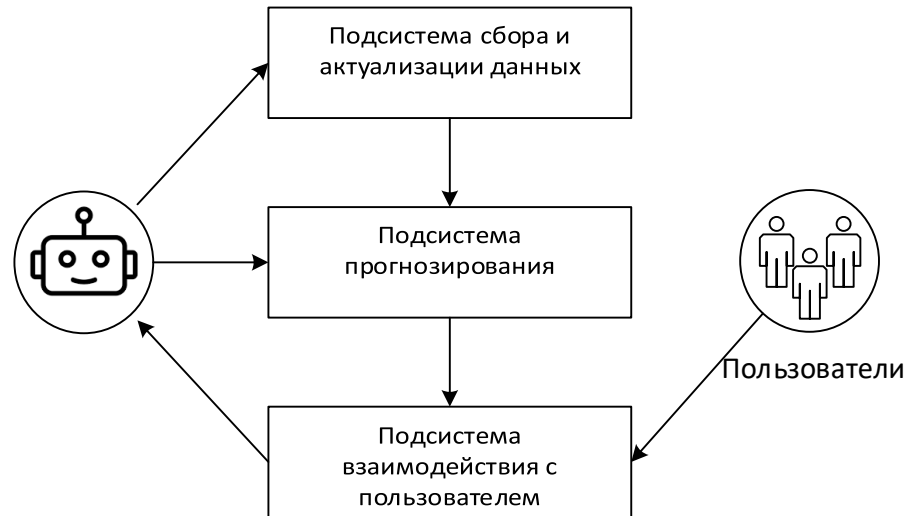 Подсистема сбора и
актуализации данных
Подсистема
прогнозирования
Пользователи
Подсистема
взаимодействия с
пользователем